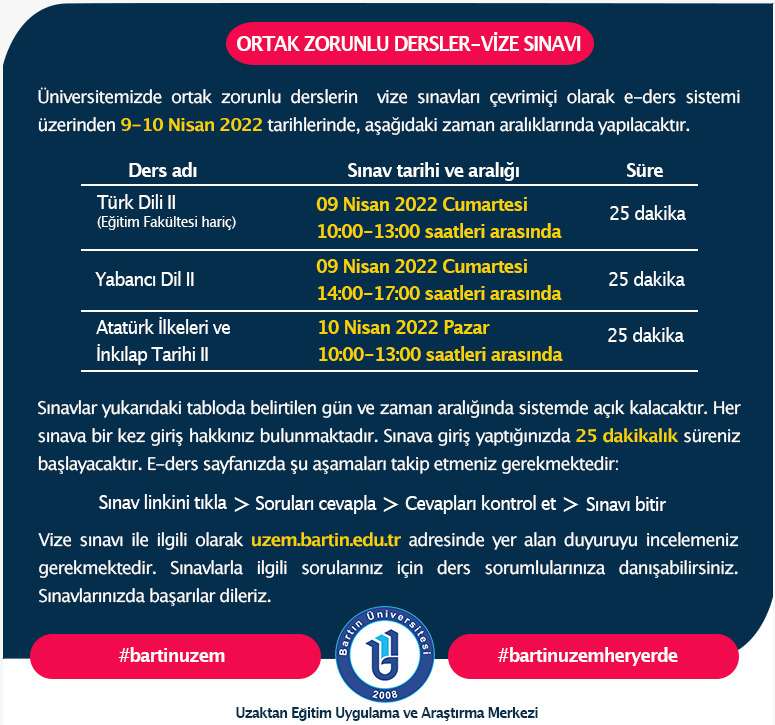 ORTAK ZORUNLU DERSLER-VİZE SINAVI
Üniversitemizde ortak zorunlu derslerin vize sınavları çevrimiçi olarak e-ders sistemi
üzerinden 9-10 Nisan 2022 tarihlerinde, aşağıdaki zaman aralıklarında yapılacaktır.
Ders adı Sınav tarihi ve aralığı Süre
Türk Dili II
(Eğitim Fakültesi hariç)
09 Nisan 2022 Cumartesi
10:00-13:00 saatleri arasında
25 dakika
Yabancı Dil II
09 Nisan 2022 Cumartesi
14:00-17:00 saatleri arasında
25 dakika
Atatürk İlkeleri ve
İnkılap Tarihi II
10 Nisan 2022 Pazar
10:00-13:00 saatleri arasında
25 dakika
Sınavlar yukarıdaki tabloda belirtilen gün ve zaman aralığında sistemde açık kalacaktır. Her
sınava bir kez giriş hakkınız bulunmaktadır. Sınava giriş yaptığınızda 25 dakikalık süreniz
başlayacaktır. E-ders sayfanızda şu aşamaları takip etmeniz gerekmektedir:
Sınav linkini tıkla > Soruları cevapla > Cevapları kontrol et > Sınavı bitir
Vize sınavı ile ilgili olarak uzem.bartin.edu.tr adresinde yer alan duyuruyu incelemeniz
gerekmektedir. Sınavlarla ilgili sorularınız için ders sorumlularınıza danışabilirsiniz.
Sınavlarınızda başarılar dileriz.
#bartinuzem
Bartın Üniversitesi
2008
#bartinuzemheryerde
Uzaktan Eğitim Uygulama ve Araştırma Merkezi